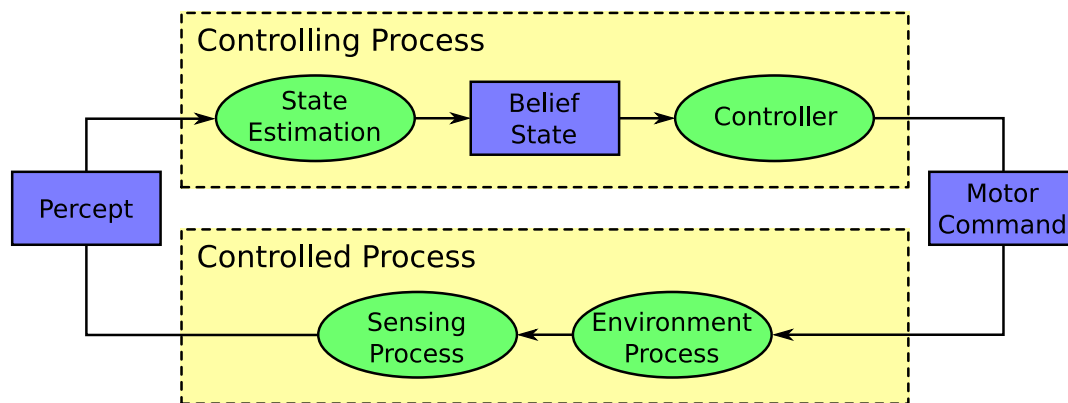 Controlling Process
State
Estimation
Belief
State
Controller
Percept
Motor
Command
Controlled Process
Sensing
Process
Environment
Process